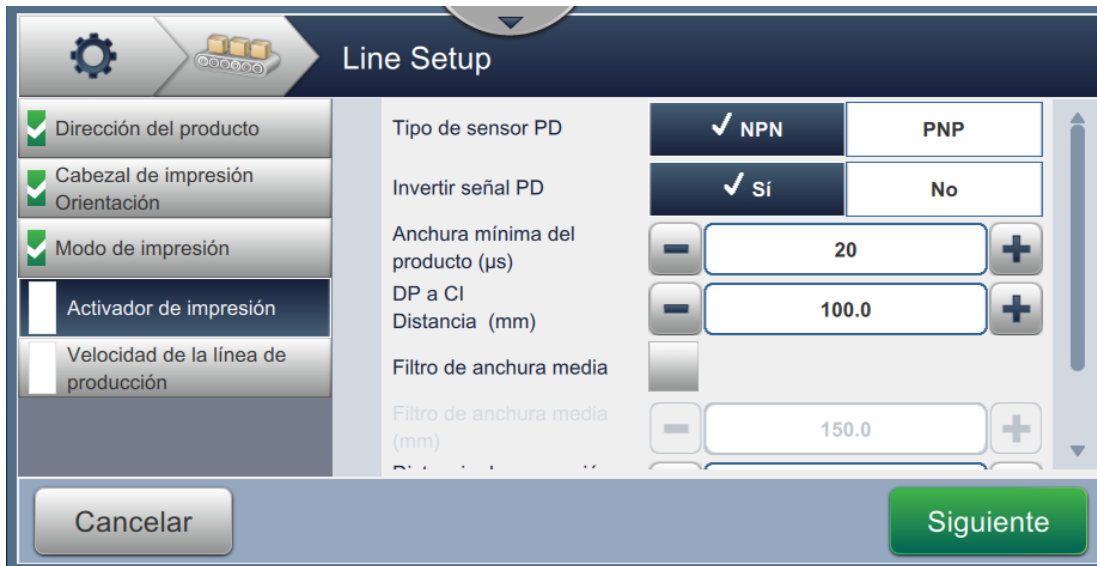 Line Setup
Dirección del producto
Cabezal de impresión
Orientación
Modo de impresión
Activador de impresión
Velocidad de la línea de
producción
Tipo de sensor PD
NPN
PNP
Invertir señal PD
Sí
No
Anchura mínima del
producto (µs)
20
DP a CI
Distancia (mm)
100.0
Filtro de anchura media
Filtro de anchura media
(mm)
150.0
Cancelar
Siguiente